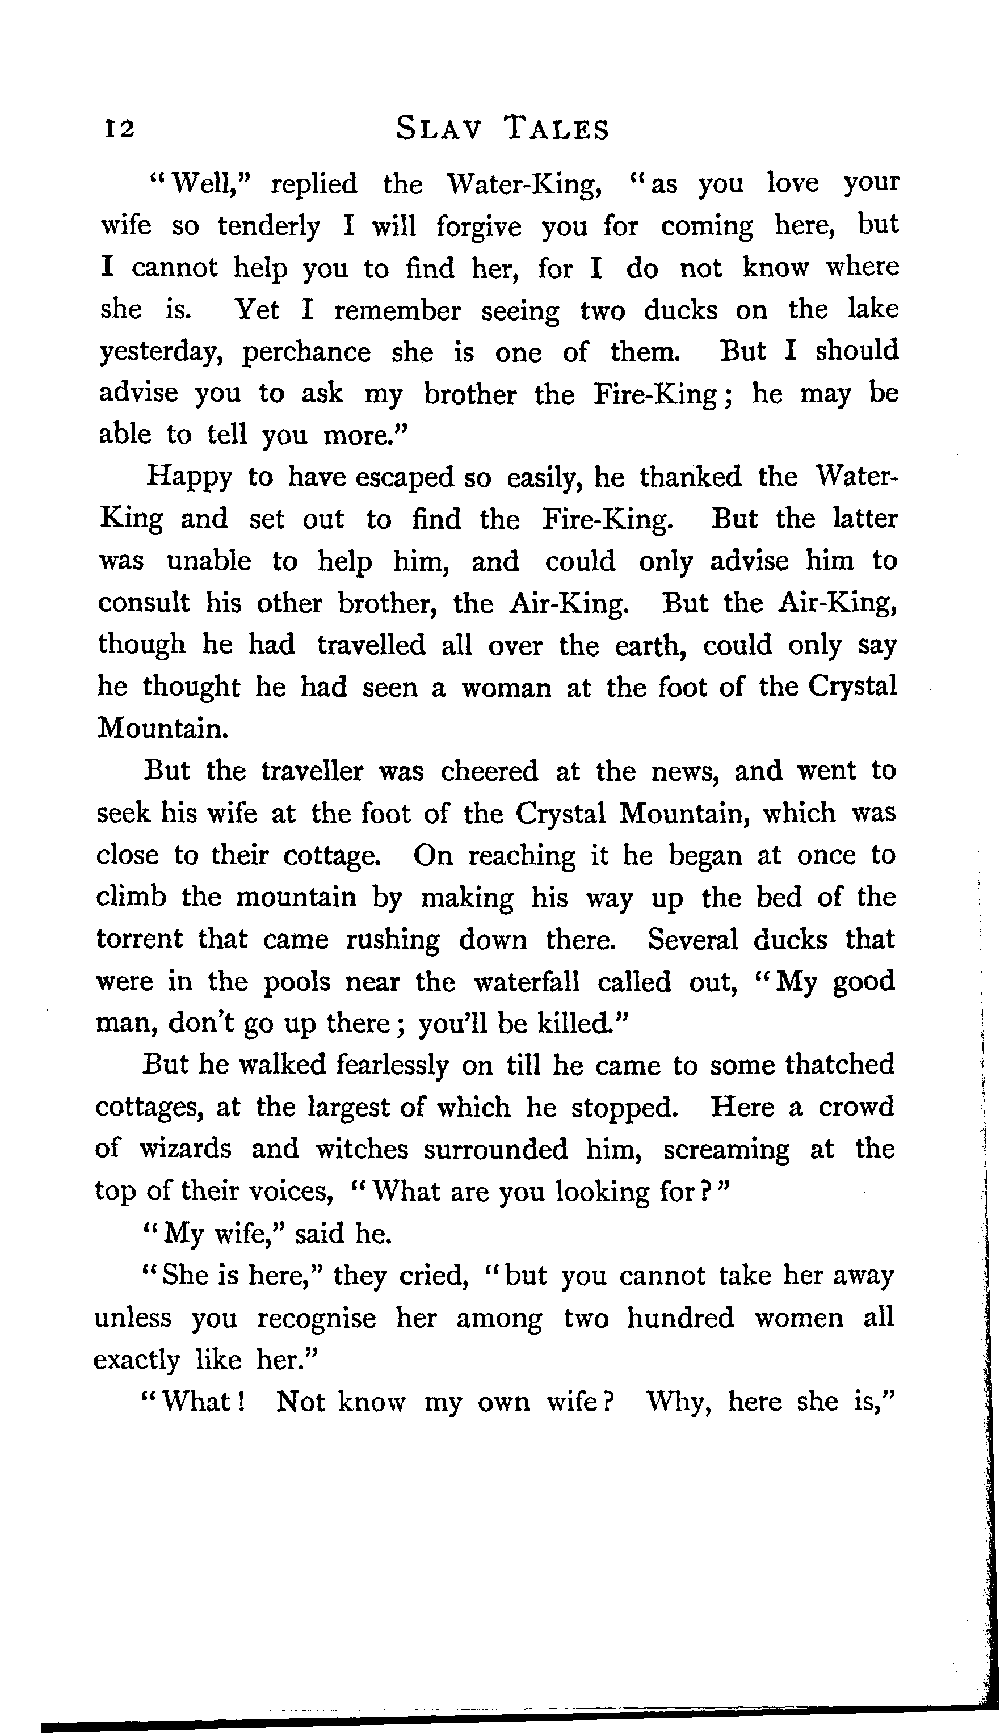 12 SLAV TALES
"Well," replied the Water-King, "as you love your
wife so tenderly I will forgive you for coming here, but
I cannot help you to find her, for I do not know where
she is. Yet I remember seeing two ducks on the lake
yesterday, perchance she is one of them. But I should
advise you to ask my brother the Fire-King; he may be
able to tell you more."
Happy to have escaped so easily, he thanked the Water-
King and set out to find the Fire-King. But the latter
was unable to help him, and could only advise him to
consult his other brother, the Air-King. But the Air-King,
though he had travelled all over the earth, could only say
he thought he had seen a woman at the foot of the Crystal
Mountain.
But the traveller was cheered at the news, and went to
seek his wife at the foot of the Crystal Mountain, which was
close to their cottage. On reaching it he began at once to
climb the mountain by making his way up the bed of the
torrent that came rushing down there. Several ducks that
were in the pools near the waterfall called out, "My good
man, don't go up there; you'll be killed."
But he walked fearlessly on till he came to some thatched
cottages, at the largest of which he stopped. Here a crowd
of wizards and witches surrounded him, screaming at the
top of their voices, "What are you looking for?"
"My wife," said he.
"She is here," they cried, "but you cannot take her away
unless you recognise her among two hundred women all
exactly like her."
"What! Not know my own wife? Why, here she is,"